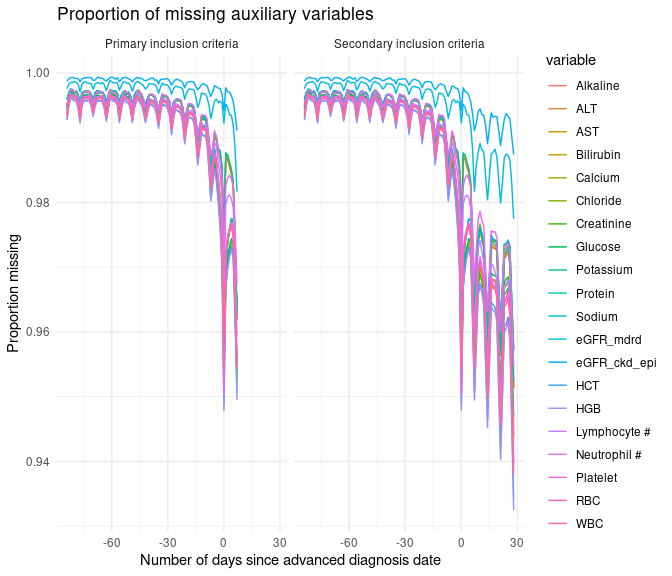 Proportion of missing auxiliary variables
Primary inclusion criteria
Secondary inclusion criteria
1.00
0.98
0.96
0.94
Proportion missing
-60
-30
0
30
-60
-30
0
30
Number of days since advanced diagnosis date
variable
Alkaline
ALT
AST
Bilirubin
Calcium
Chloride
Creatinine
Glucose
Potassium
Protein
Sodium
eGFR_mdrd
eGFR_ckd_epi
HCT
HGB
Lymphocyte #
Neutrophil #
Platelet
RBC
WBC